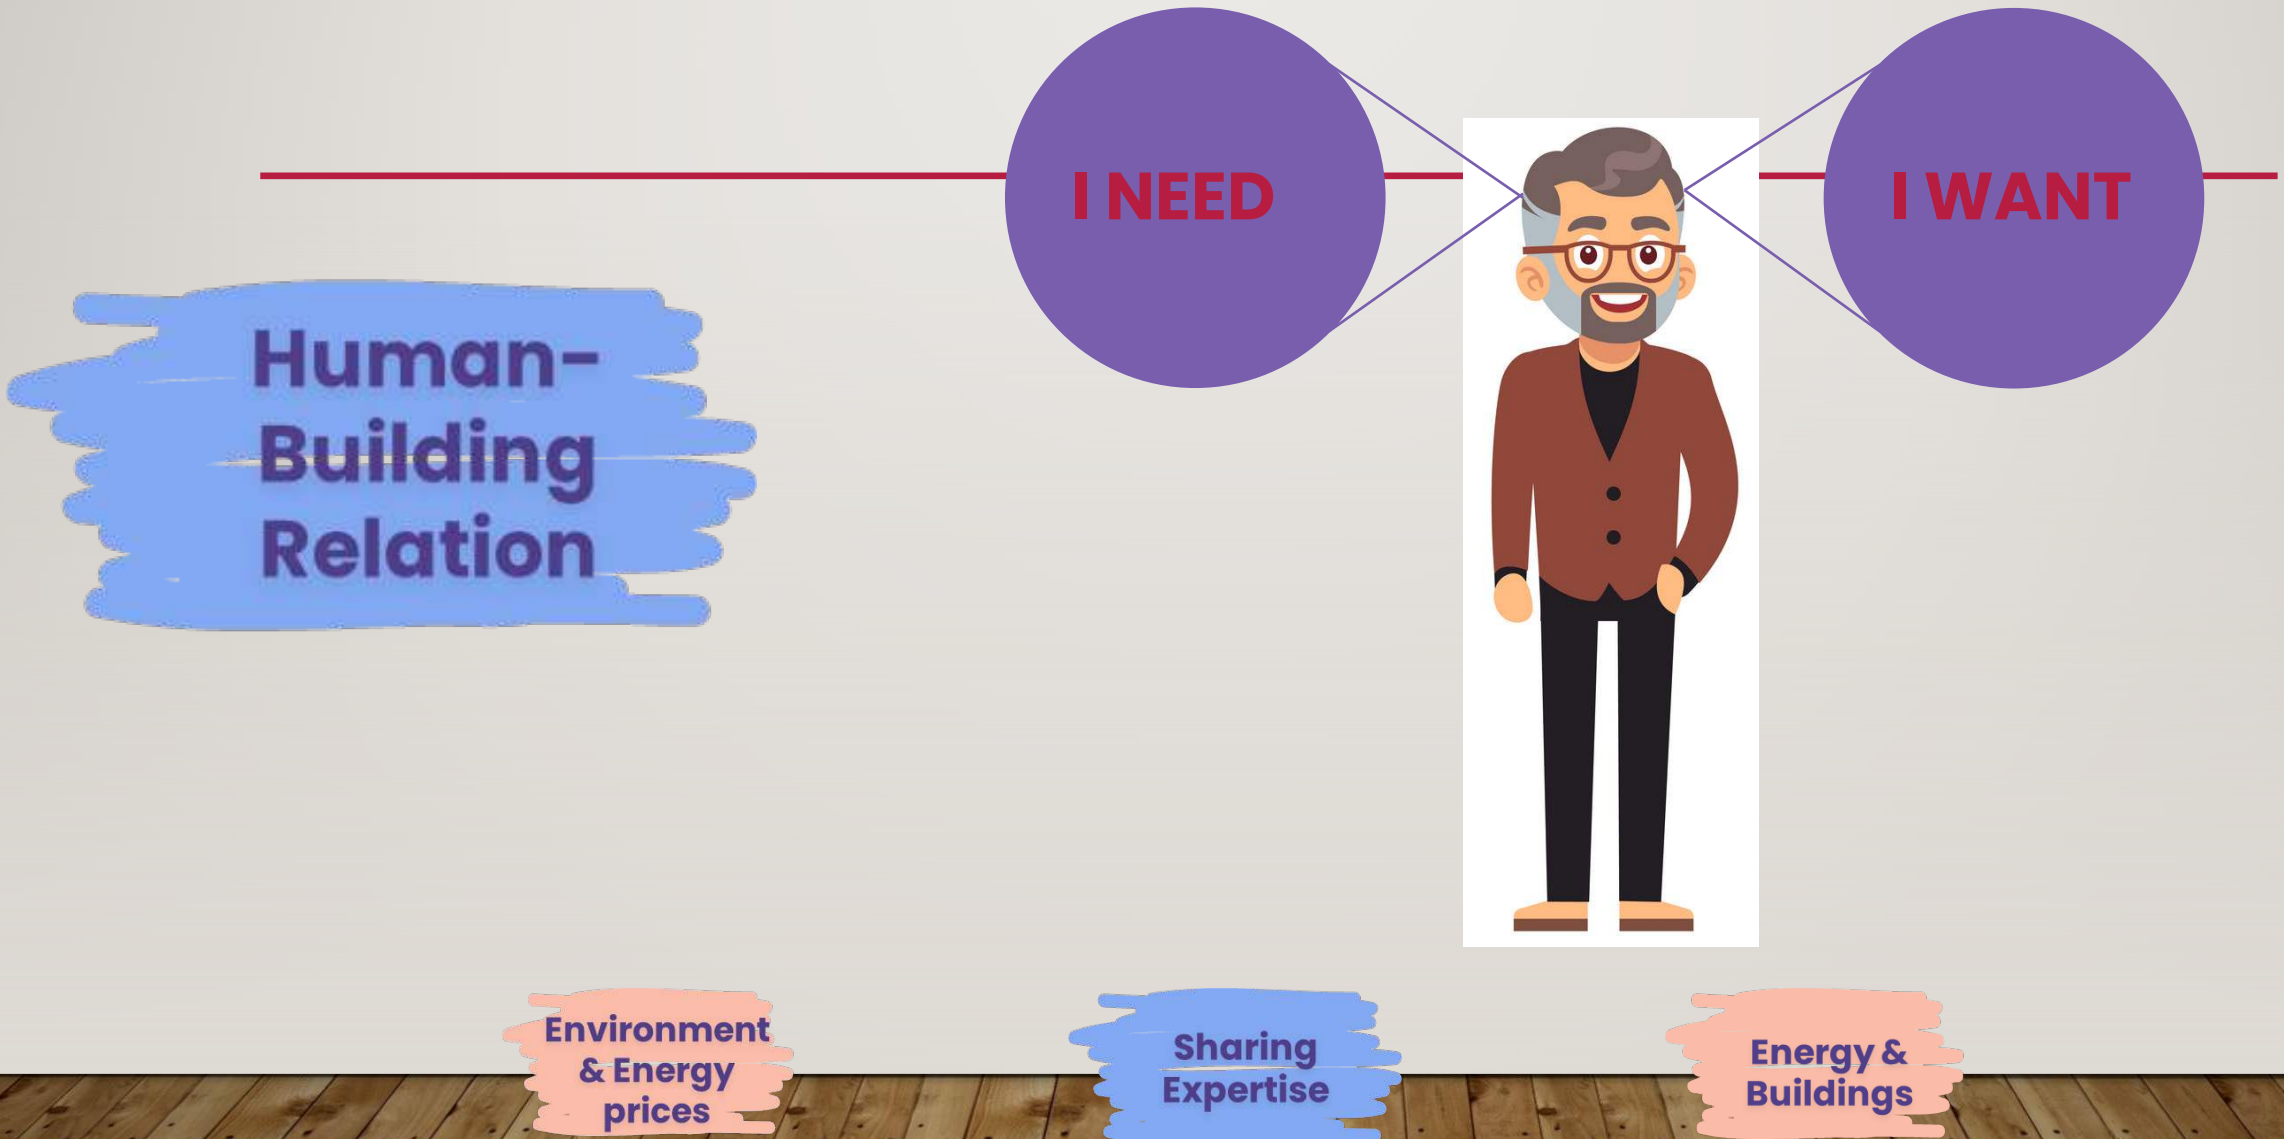 I NEED
I WANT
Human-
Building
Relation
Environment
& Energy
prices
Sharing
Expertise
Energy &
Buildings